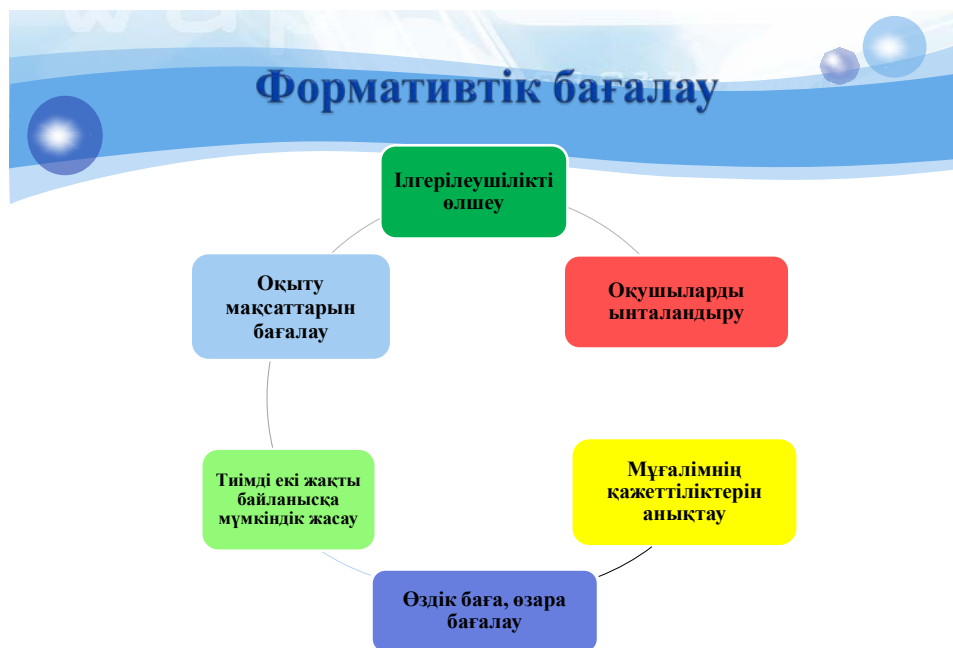 Формативтік бағалау
Ілгерілеушілікті
өлшеу
Оқушыларды
ынталандыру
Мұғалімнің
қажеттіліктерін
анықтау
Өздік баға, өзара
бағалау
Тиімді екі жақты
байланысқа
мүмкіндік жасау
Оқыту
мақсаттарын
бағалау